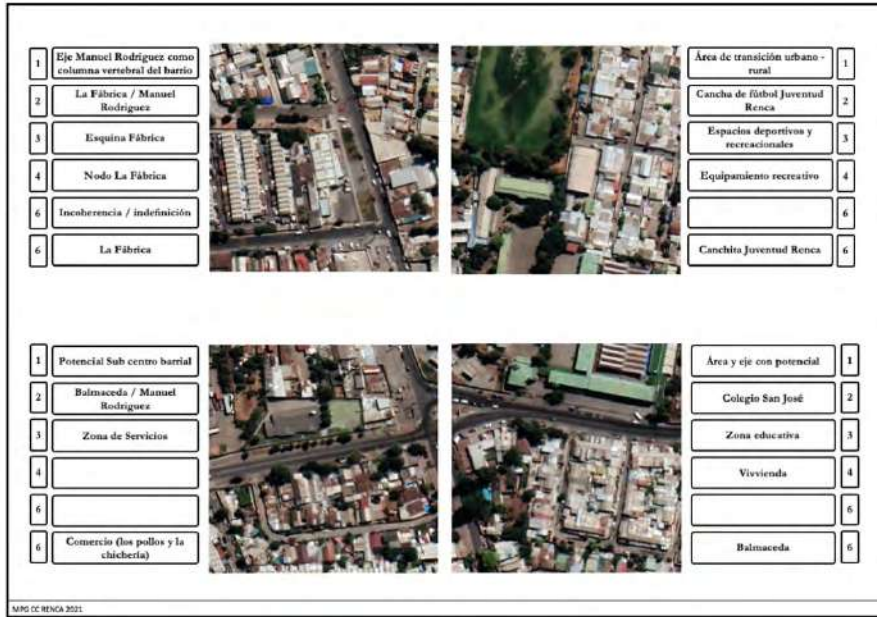 1
Eje Manuel Rodríguez como
columna vertebral del barrio
2
La Fábrica / Manuel
Rodriguez
3
Esquina Fábrica
4
Nodo La Fábrica
6
Incoherencia / indefinición
6
La Fábrica
Área de transición urbano -
rural
1
Cancha de fútbol Juventud
Renca
2
Espacios deportivos y
recreacionales
3
Equipamiento recreativo
4
6
Canchita Juventud Renca
6
1
Potencial Sub centro barrial
2
Balmaceda / Manuel
Rodriguez
3
Zona de Servicios
4
6
6
Comercio (los pollos y la
chichería)
Área y eje con potencial
1
Colegio San José
2
Zona educativa
3
Vivvienda
4
6
Balmaceda
6
MPG CC RENCA 2021